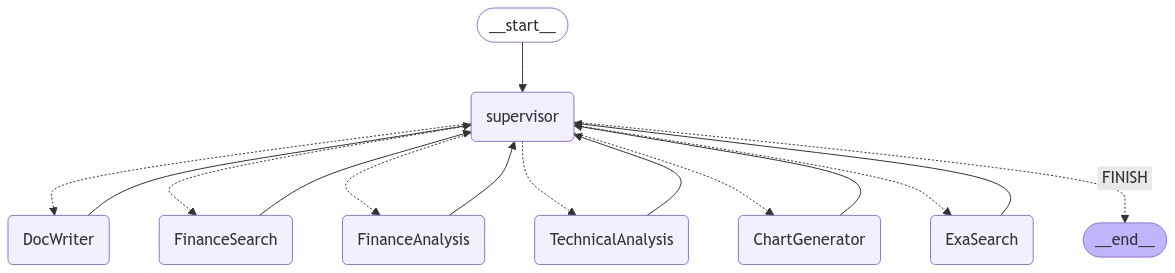 __start__
supervisor
FINISH
DocWriter
FinanceSearch
FinanceAnalysis
TechnicalAnalysis
ChartGenerator
ExaSearch
__end__